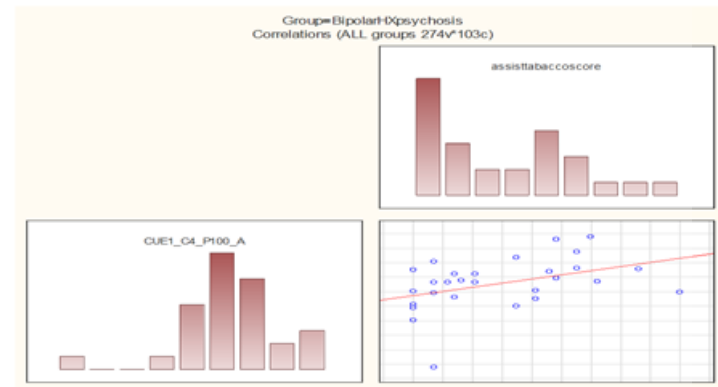 Group=BipolarHXpsychosis
Correlations (ALL groups 274v*103c)
assisttabaccoscore
CUE1_C4_P100_A